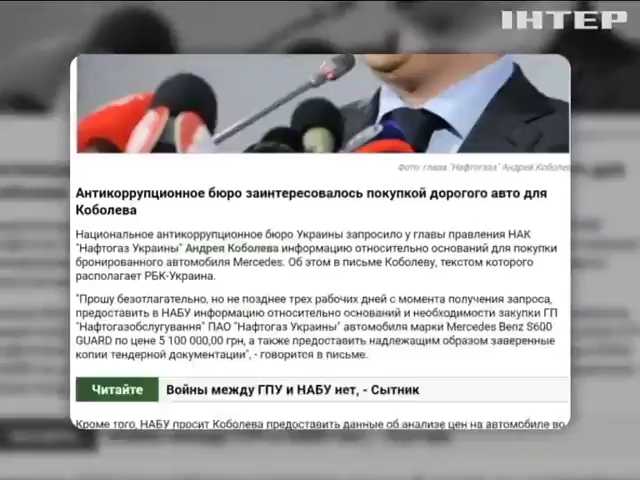 ІНТЕР
Фото: глава "Нафтогаза" Андрей Коболев
Антикоррупционное бюро заинтересовалось покупкой дорогого авто для
Коболева
Национальное антикоррупционное бюро Украины запросило у главы правления НАК
"Нафтогаз Украины" Андрея Коболева информацию относительно оснований для покупки
бронированного автомобиля Mercedes. Об этом в письме Коболеву, текстом которого
располагает РБК-Украина.
"Прошу безотлагательно, но не позднее трех рабочих дней с момента получения запроса,
предоставить в НАБУ информацию относительно оснований и необходимости закупки ГП
"Нафтогазобслугування" ПАО "Нафтогаз Украины" автомобиля марки Mercedes Benz S600
GUARD по цене 5 100 000,00 грн, а также предоставить надлежащим образом заверенные
копии тендерной документации", - говорится в письме.
Читайте Войны между ГПУ и НАБУ нет, - Сытник
Кроме того, НАБУ просит Коболева предоставить данные об анализе цен на автомобиле во